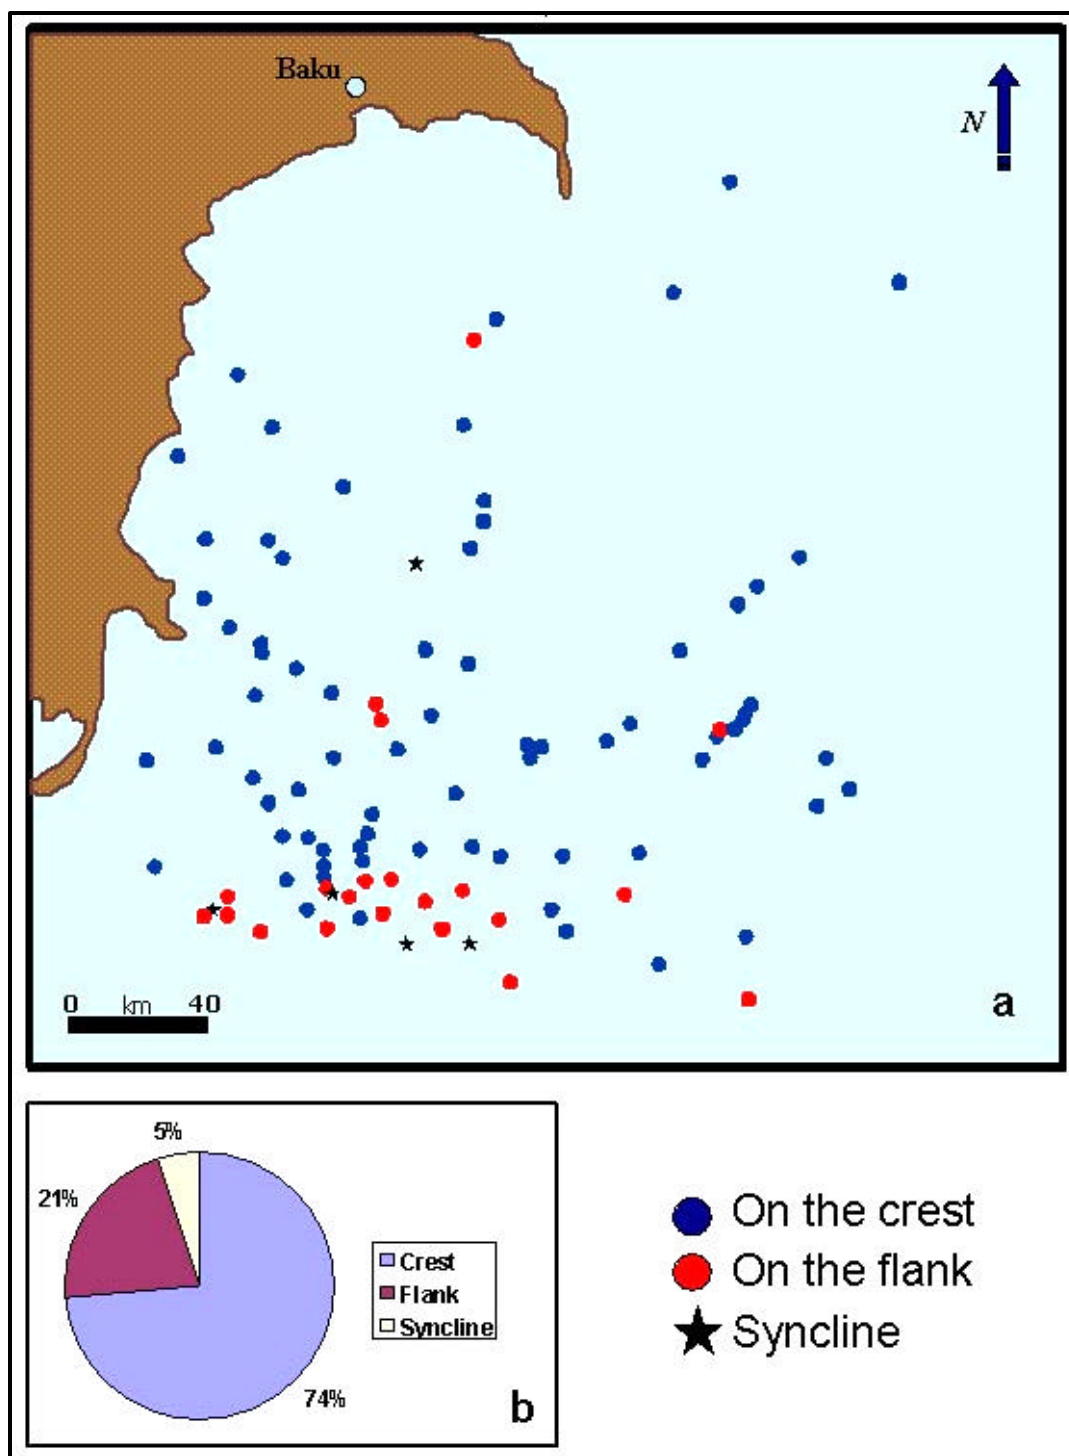 Baku
N
0 km 40
a
5%
21%
74%
Crest
Flank
Syncline
b
On the crest
On the flank
Syncline